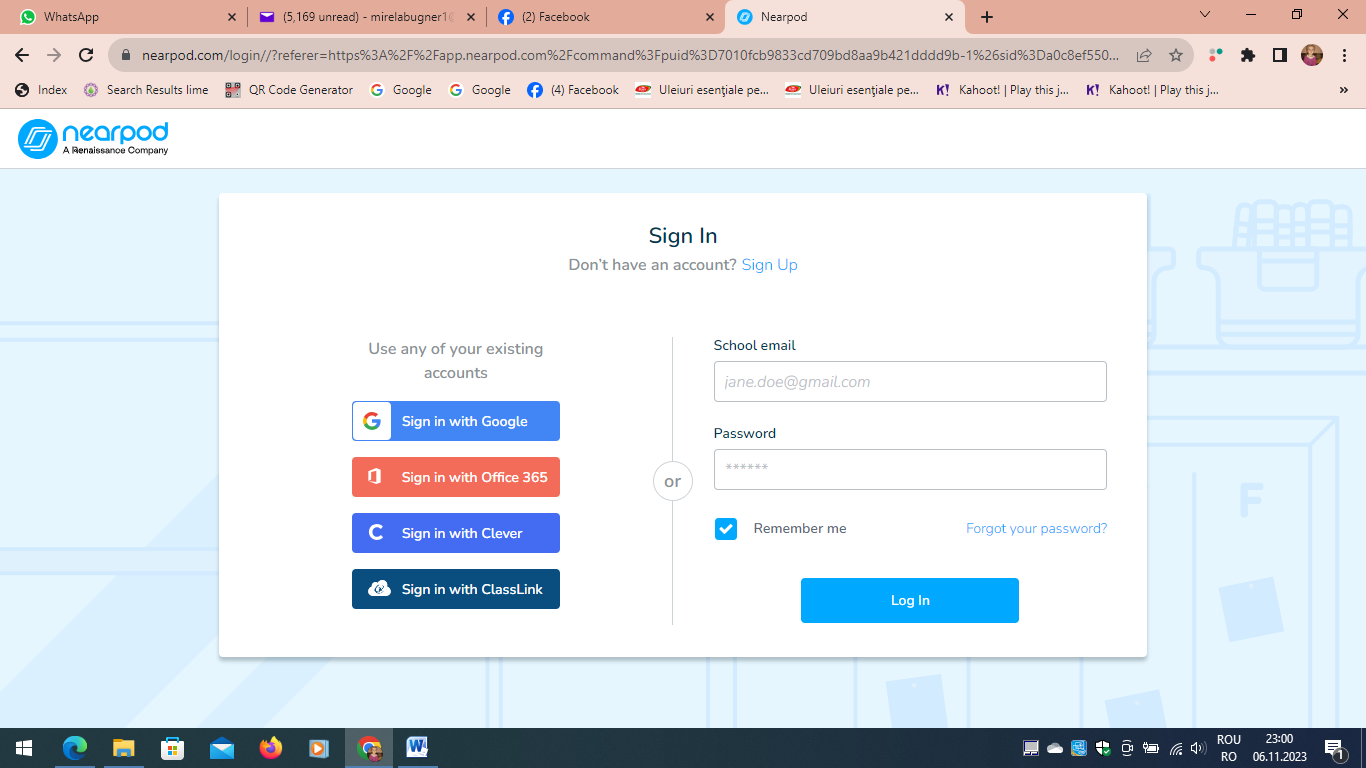 WhatsApp
(5,169 unread) - mirelabugner1
(2) Facebook
Nearpod
nearpod.com/login//?referer=https%3A%2F%2Fapp.nearpod.com%2Fcommand%3Fpuid%3D7010fcb9833cd709bd8aa9b421dddd9b-1%26sid%3Da0c8ef550...
Index
Search Results lime
QR Code Generator
Google
Google
(4) Facebook
Uleiuri esențiale pe...
Uleiuri esențiale pe...
K! Kahoot! | Play this j...
K! Kahoot! | Play this j...
»
nearpod
A Renaissance Company
Sign In
Don't have an account? Sign Up
Use any of your existing
accounts
Sign in with Google
Sign in with Office 365
Sign in with Clever
Sign in with ClassLink
or
School email
jane.doe@gmail.com
Password
******
Remember me
Forgot your password?
Log In
F
ROU
RO
23:00
06.11.2023
1